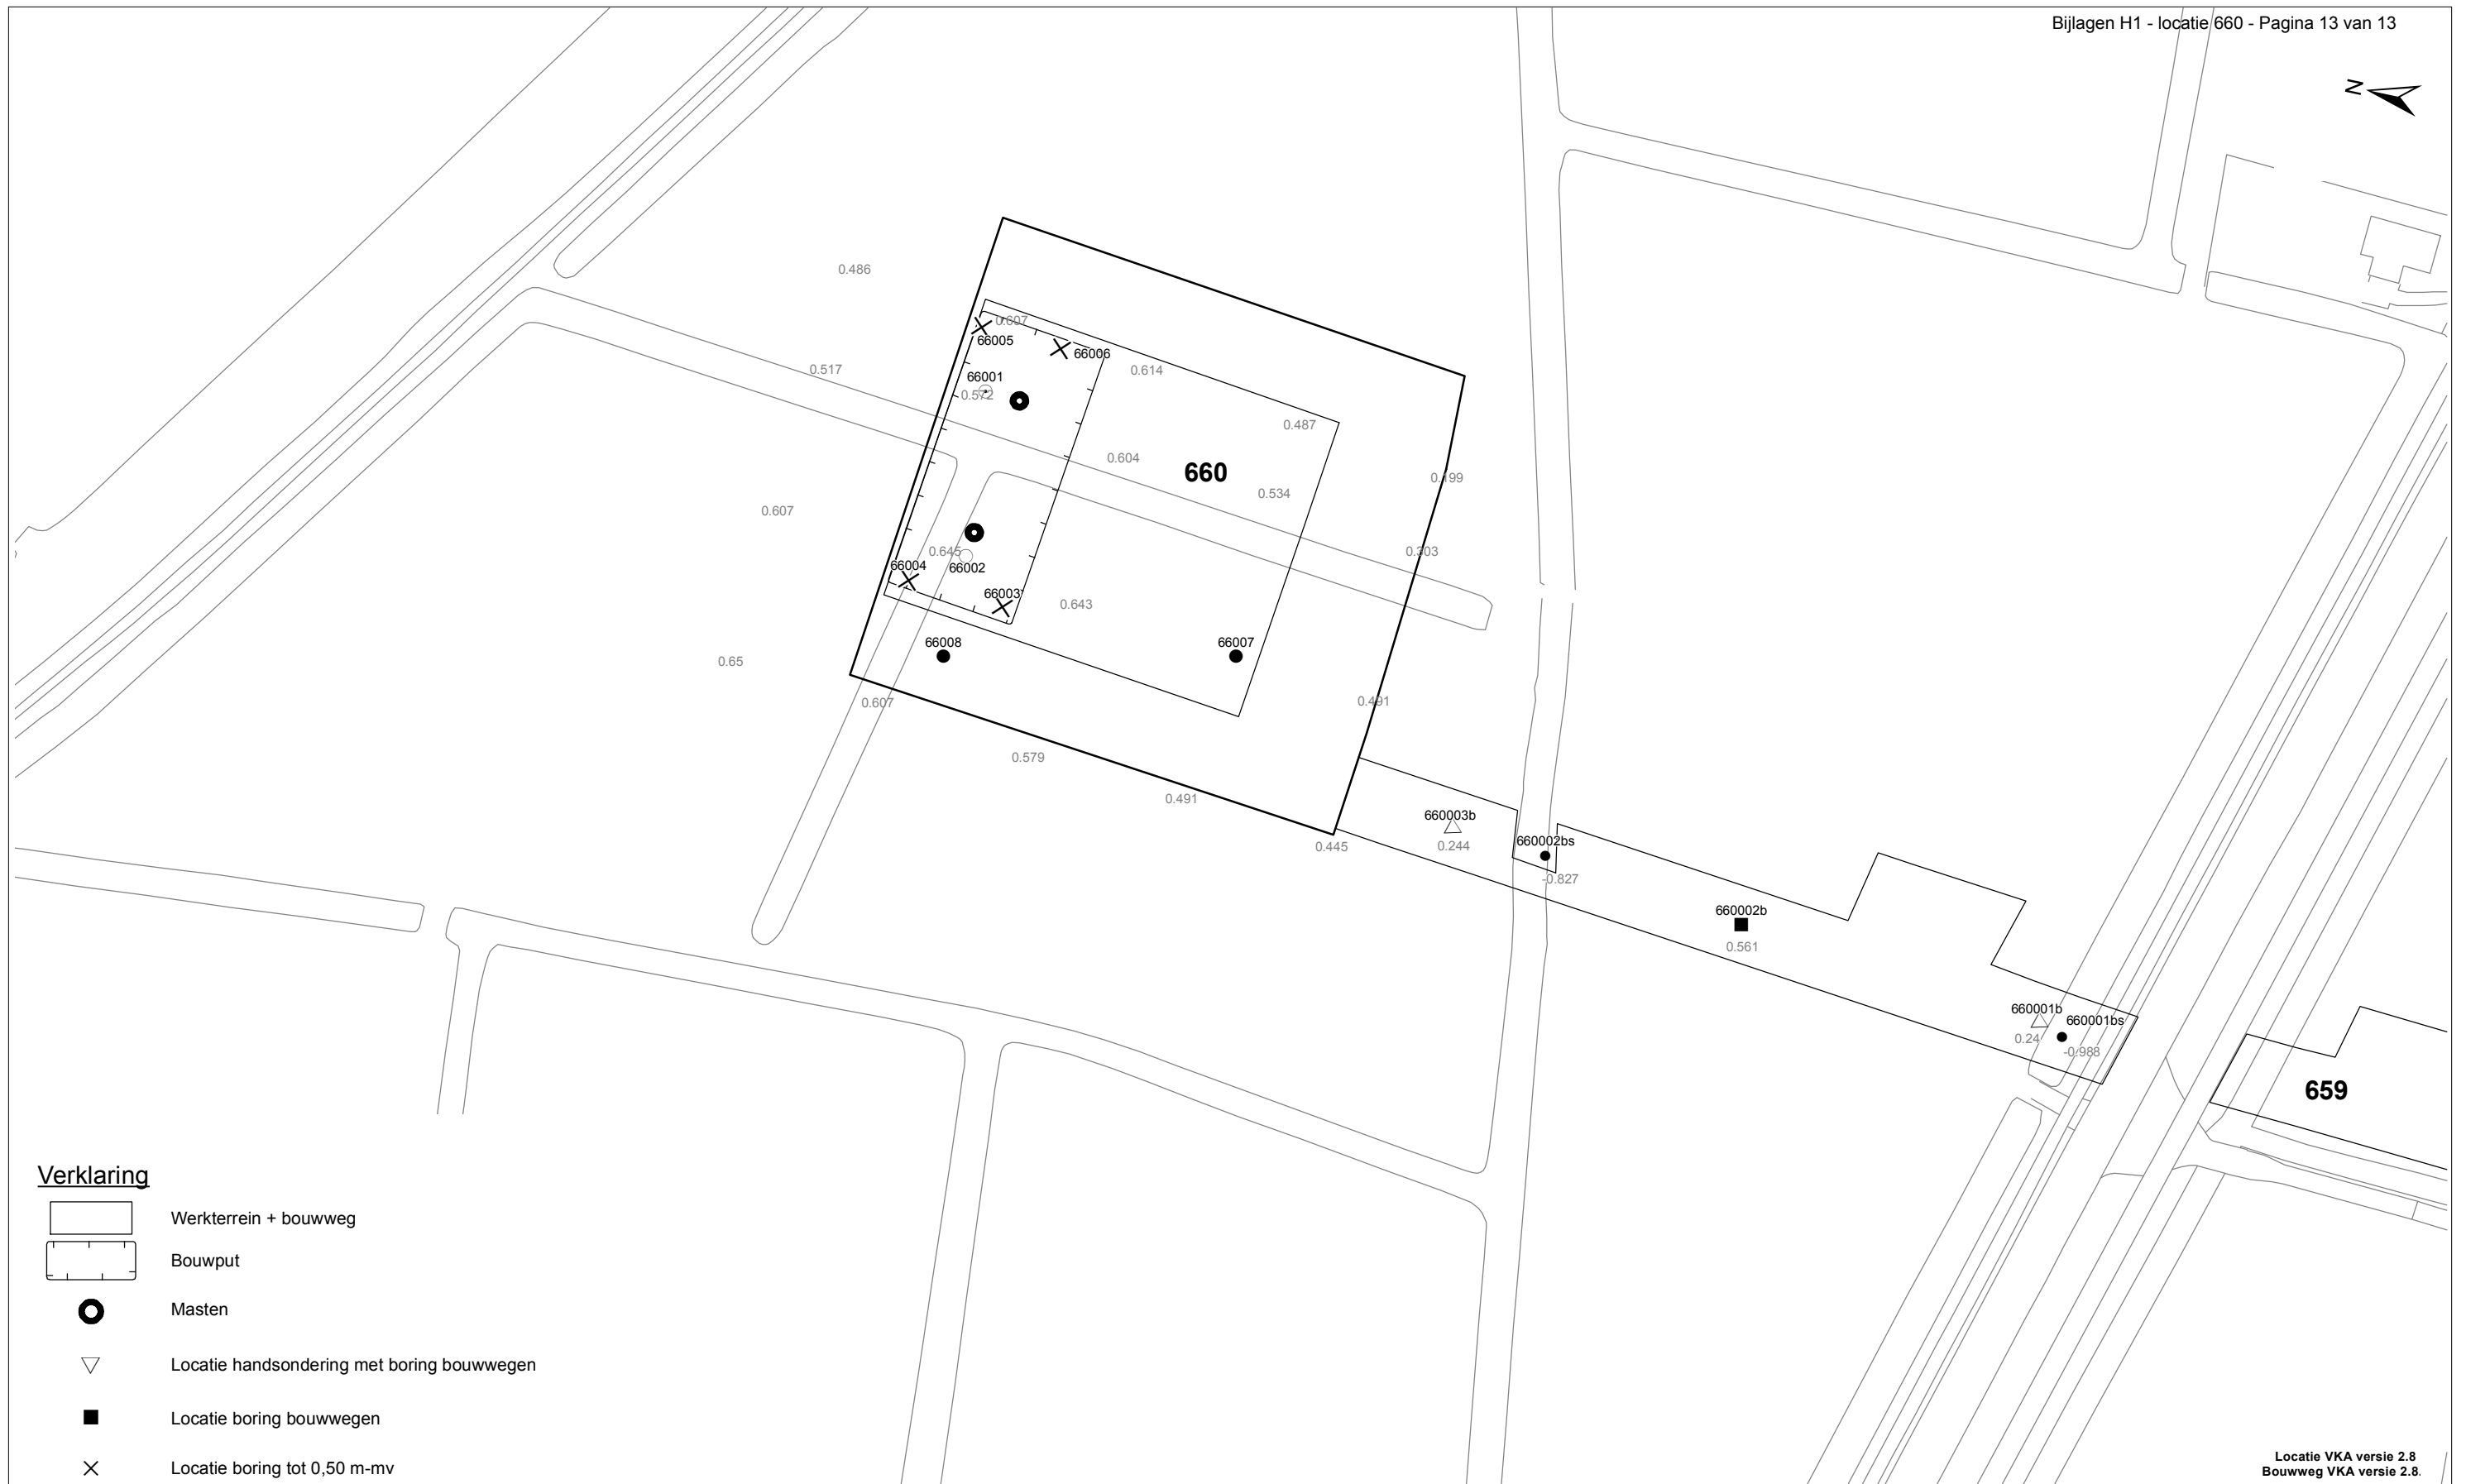 Bijlagen H1 - locatie 660 - Pagina 13 van 13
N
0.486
0.607
66005
66006
0.517
0.614
66001
0.572
0.487
0.604
660
0.534
0.199
0.607
0.645
66002
0.303
66004
66003
0.643
66008
66007
0.65
0.607
0.491
0.579
0.491
660003b
0.244
0.445
660002bs
-0.827
660002b
0.561
660001b
660001bs
0.24
-0.988
659
Verklaring
Werkterrein + bouwweg
Bouwput
Masten
Locatie handsondering met boring bouwwegen
Locatie boring bouwwegen
Locatie boring tot 0,50 m-mv
Locatie VKA versie 2.8
Bouwweg VKA versie 2.8.